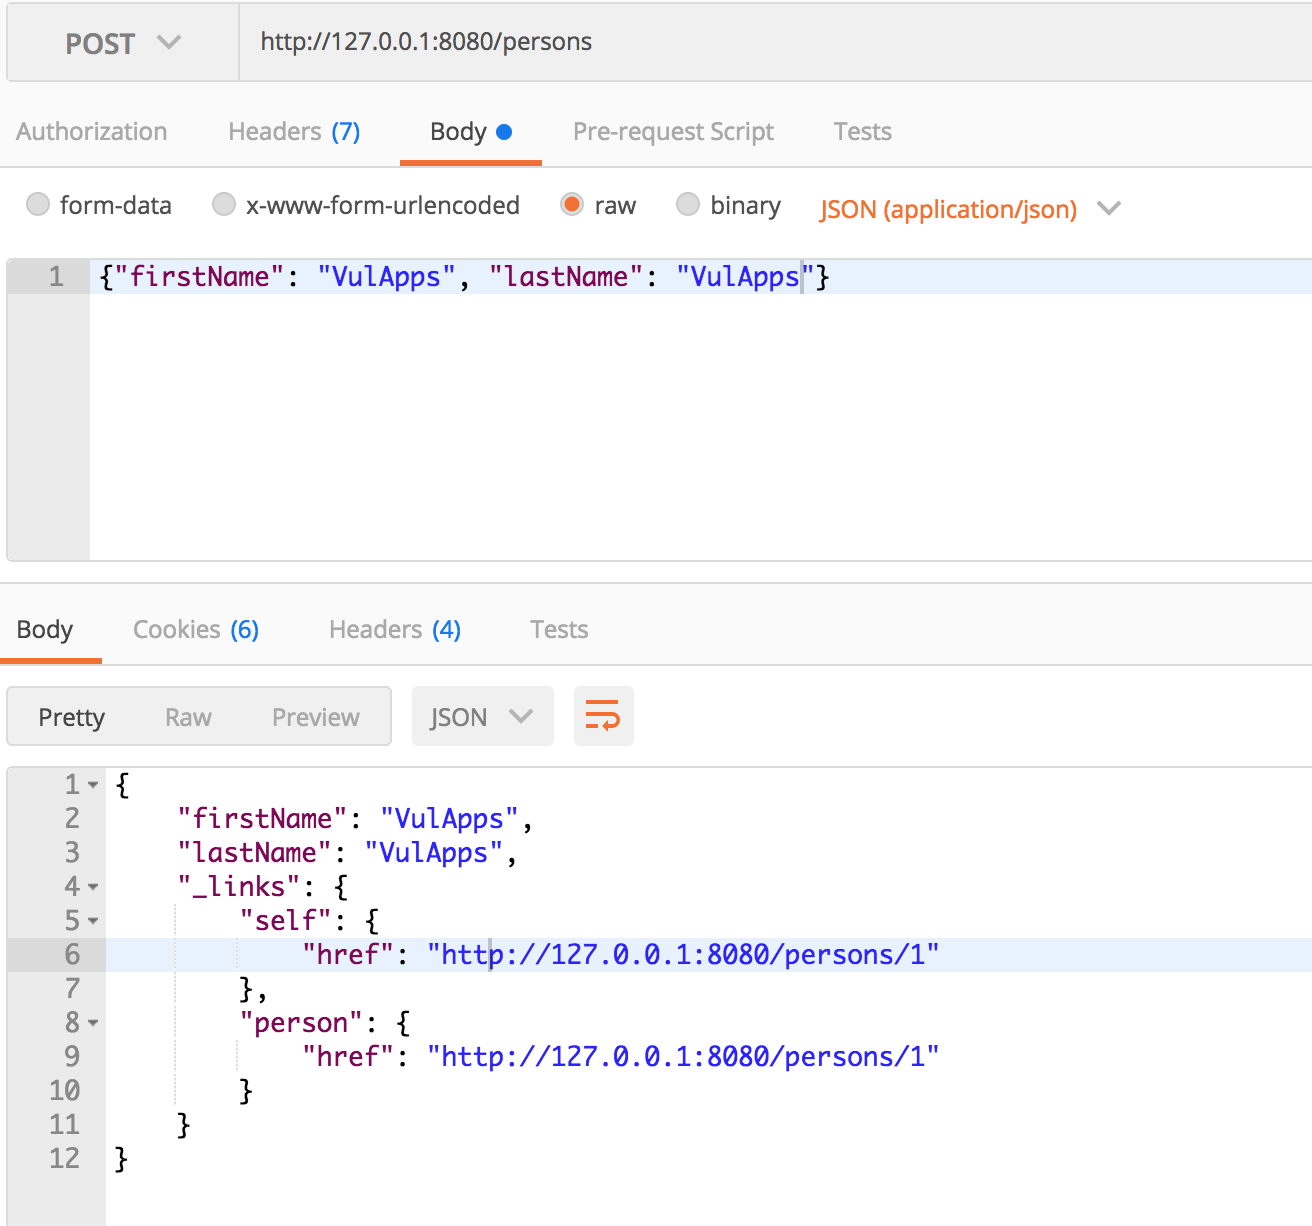 POST http://127.0.0.1:8080/persons
Authorization Headers (7) Body Pre-request Script Tests
form-data x-www-form-urlencoded raw binary JSON (application/json)
1 {"firstName": "VulApps", "lastName": "VulApps"}
Body Cookies (6) Headers (4) Tests
Pretty Raw Preview JSON
1 {
2 "firstName": "VulApps",
3 "lastName": "VulApps",
4 "_links": {
5 "self": {
6 "href": "http://127.0.0.1:8080/persons/1"
7 },
8 "person": {
9 "href": "http://127.0.0.1:8080/persons/1"
10 }
11 }
12 }